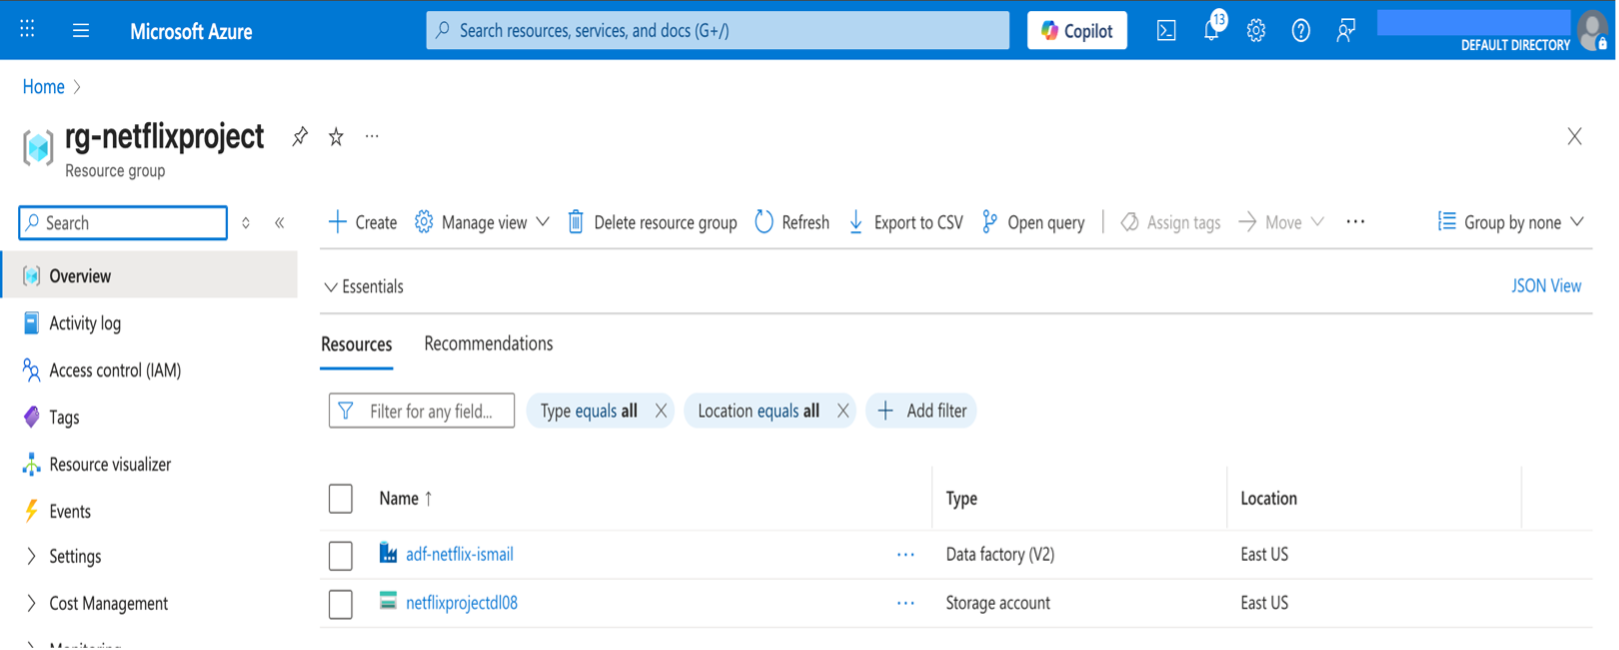 Microsoft Azure
Search resources, services, and docs (G+/)
Copilot
13
DEFAULT DIRECTORY
Home
rg-netflixproject
Resource group
Search
Create
Manage view
Delete resource group
Refresh
Export to CSV
Open query
Assign tags
Move
Group by none
Overview
Activity log
Access control (IAM)
Tags
Resource visualizer
Events
Settings
Cost Management
Monitoring
Essentials
JSON View
Resources
Recommendations
Filter for any field...
Type equals all
Location equals all
Add filter
Name ↑
Type
Location
adf-netflix-ismail
Data factory (V2)
East US
netflixprojectdl08
Storage account
East US